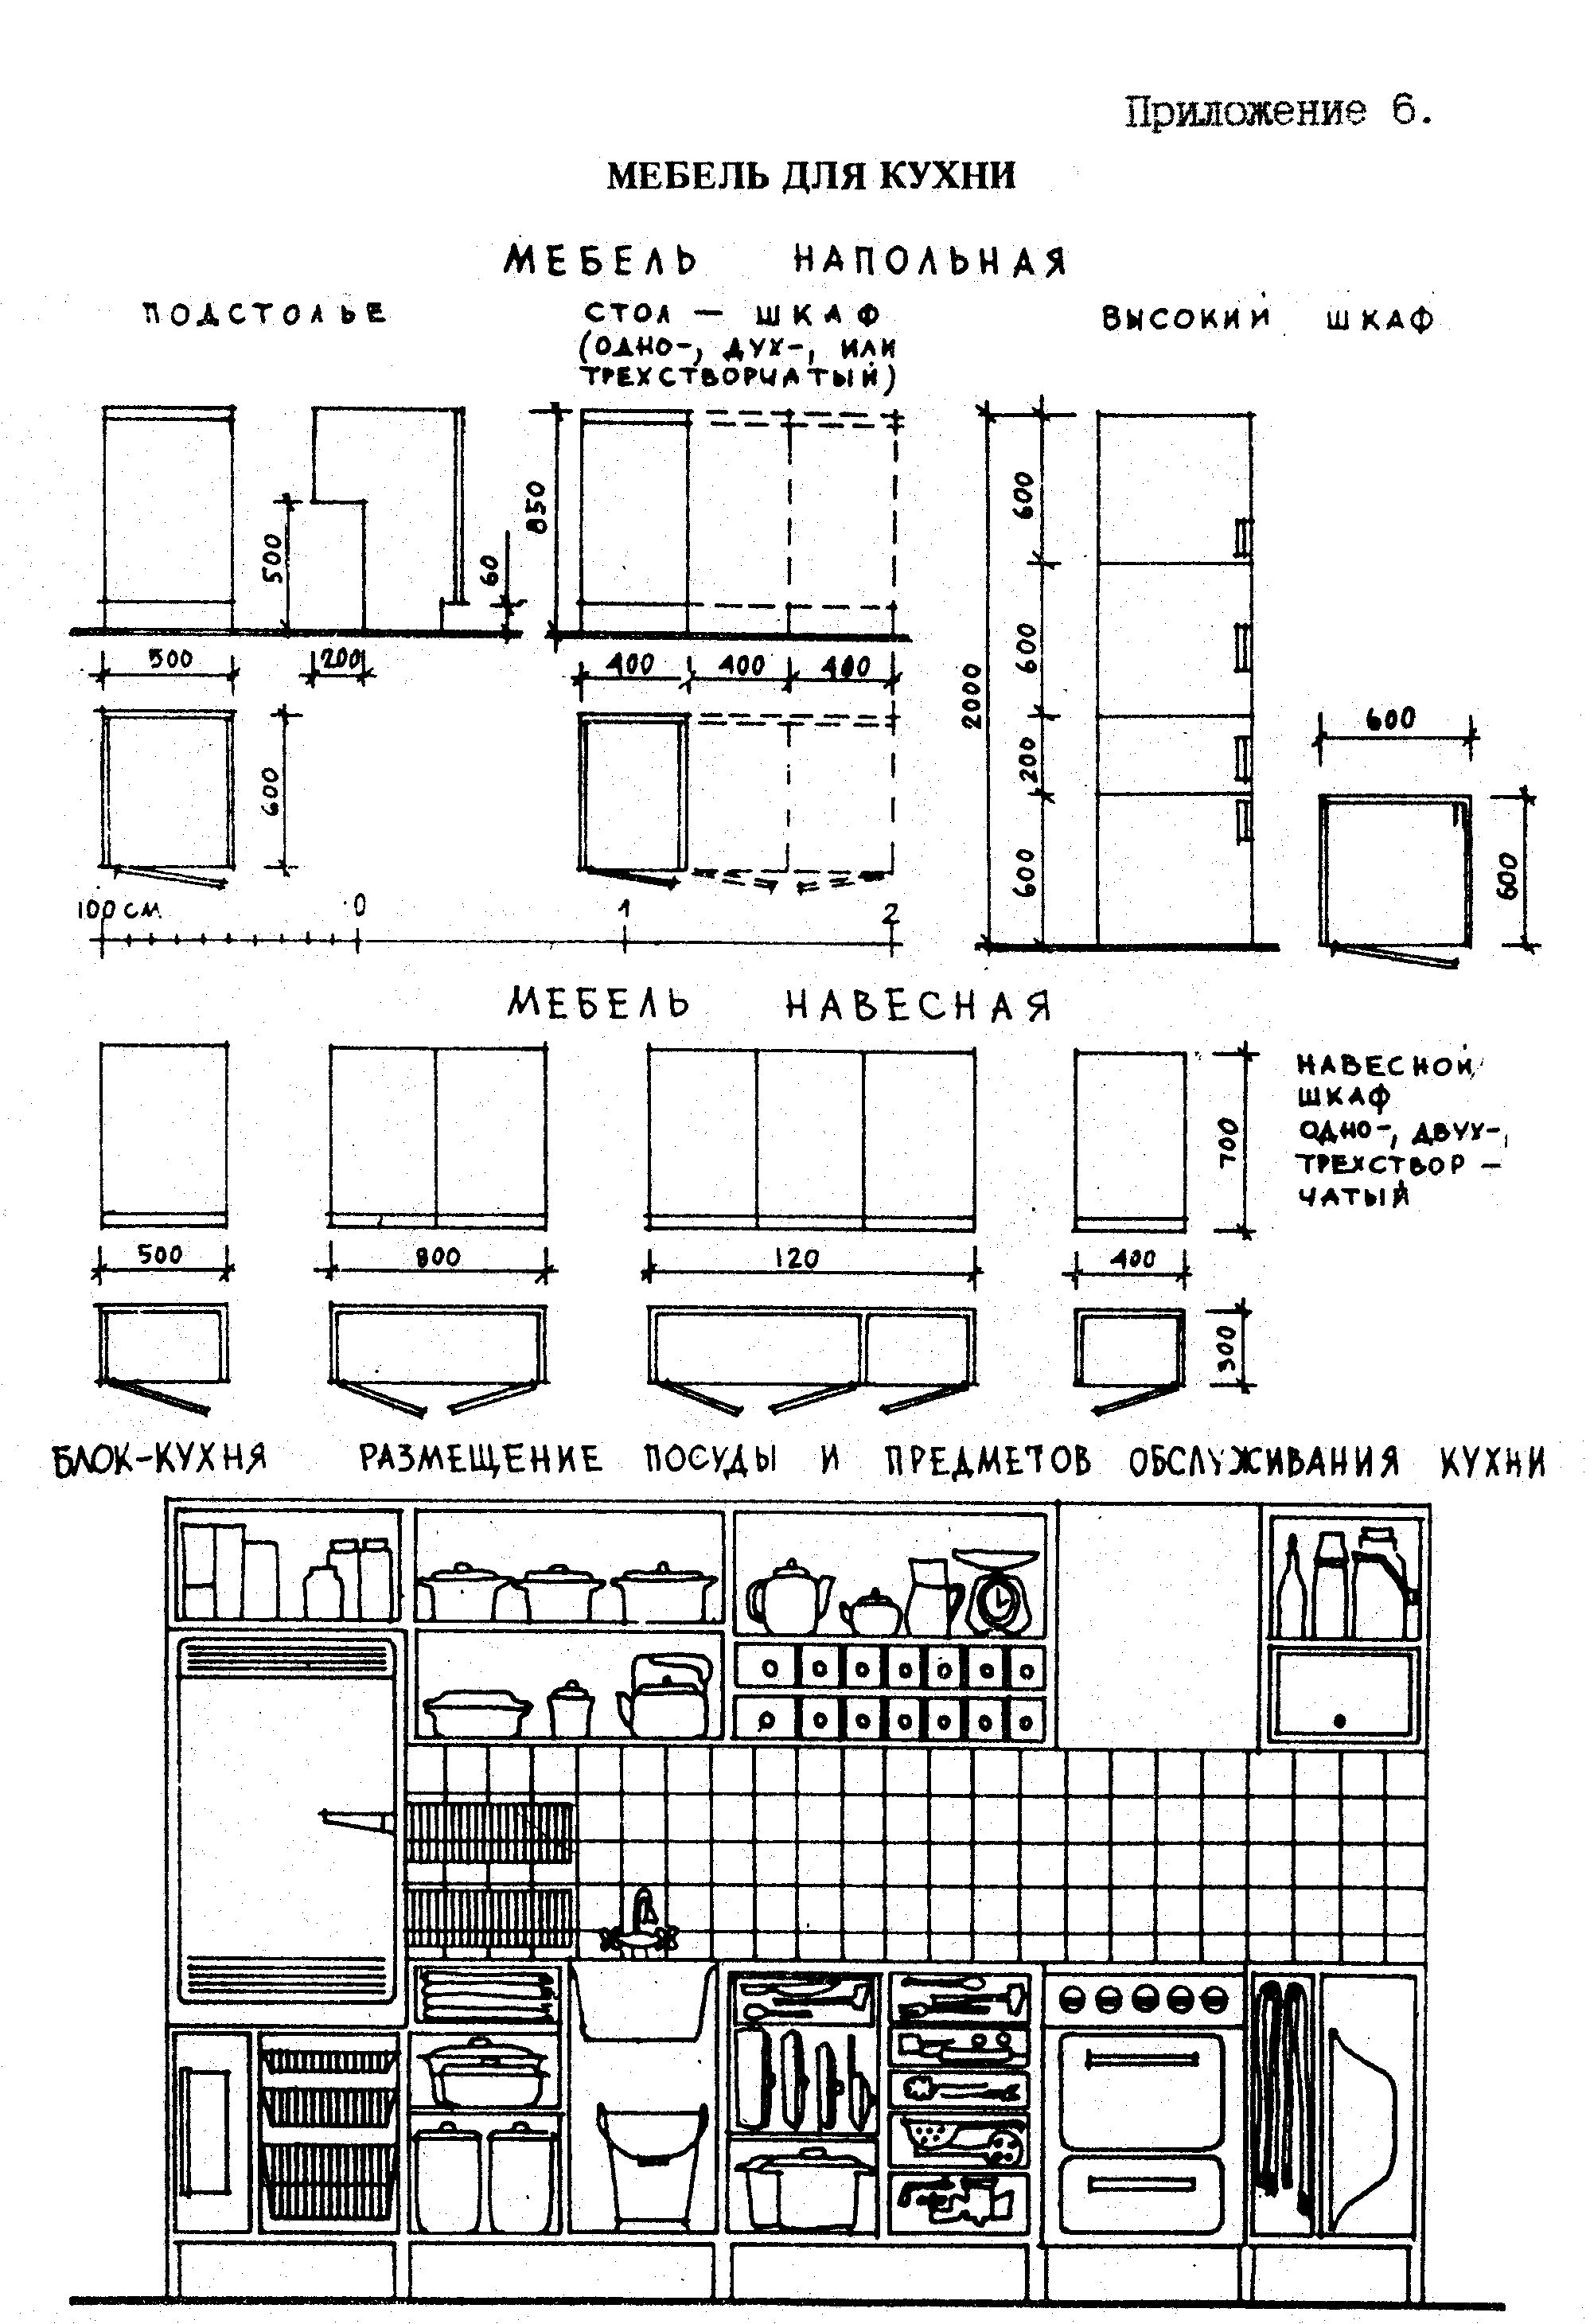 Приложение 6.
МЕБЕЛЬ ДЛЯ КУХНИ
МЕБЕЛЬ НАПОЛЬНАЯ
ПОДСТОЛЬЕ
СТОЛ – ШКАФ
(ОДНО-, ДУХ-, ИЛИ
ТРЕХСТВОРЧАТЫЙ)
ВЫСОКИЙ ШКАФ
500
60
850
600
600
200
600
2000
500
200
400
400
400
600
600
600
100 СМ
0
1
2
МЕБЕЛЬ НАВЕСНАЯ
700
НАВЕСНОЙ
ШКАФ
ОДНО-, ДВУХ-,
ТРЕХСТВОР –
ЧАТЫЙ
500
800
120
400
300
БЛОК-КУХНЯ РАЗМЕЩЕНИЕ ПОСУДЫ И ПРЕДМЕТОВ ОБСЛУЖИВАНИЯ КУХНИ